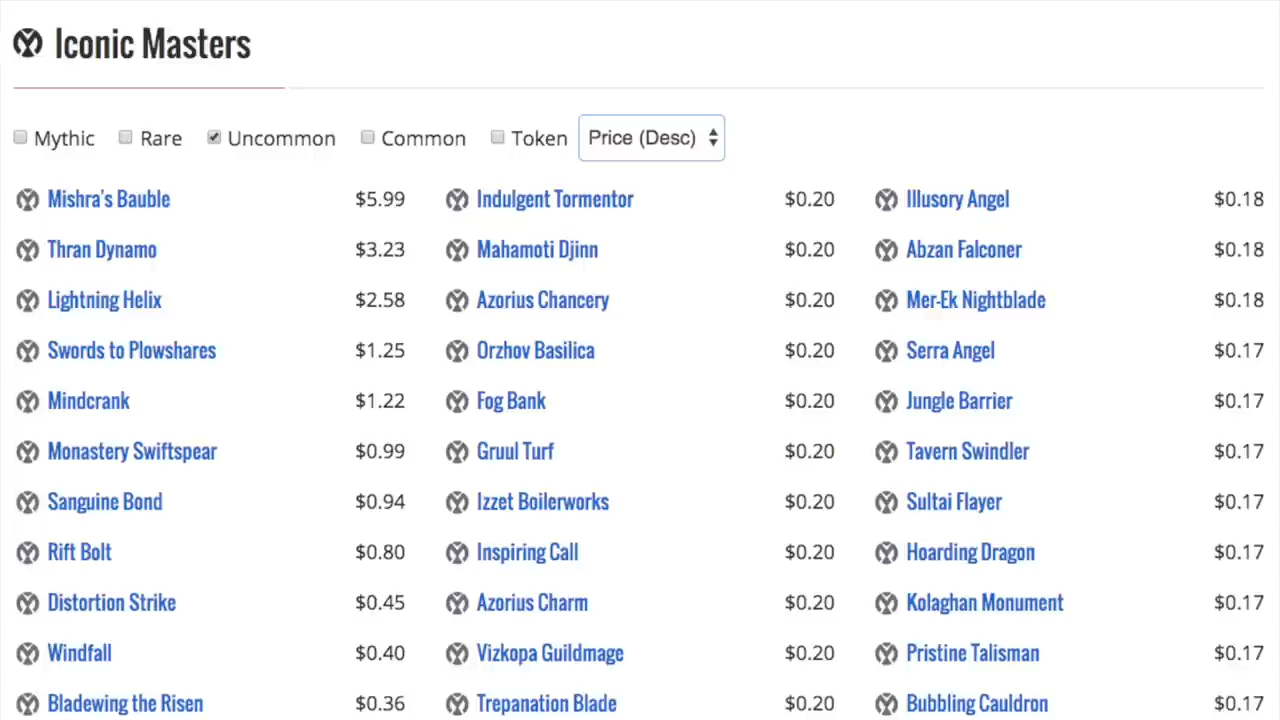 Iconic Masters
Mythic Rare Uncommon Common Token Price (Desc)
Mishra's Bauble $5.99 Indulgent Tormentor $0.20 Illusory Angel $0.18
Thran Dynamo $3.23 Mahamoti Djinn $0.20 Abzan Falconer $0.18
Lightning Helix $2.58 Azorius Chancery $0.20 Mer-Ek Nightblade $0.18
Swords to Plowshares $1.25 Orzhov Basilica $0.20 Serra Angel $0.17
Mindcrank $1.22 Fog Bank $0.20 Jungle Barrier $0.17
Monastery Swiftspear $0.99 Gruul Turf $0.20 Tavern Swindler $0.17
Sanguine Bond $0.94 Izzet Boilerworks $0.20 Sultai Flayer $0.17
Rift Bolt $0.80 Inspiring Call $0.20 Hoarding Dragon $0.17
Distortion Strike $0.45 Azorius Charm $0.20 Kolaghan Monument $0.17
Windfall $0.40 Vizkopa Guildmage $0.20 Pristine Talisman $0.17
Bladewing the Risen $0.36 Trepanation Blade $0.20 Bubbling Cauldron $0.17